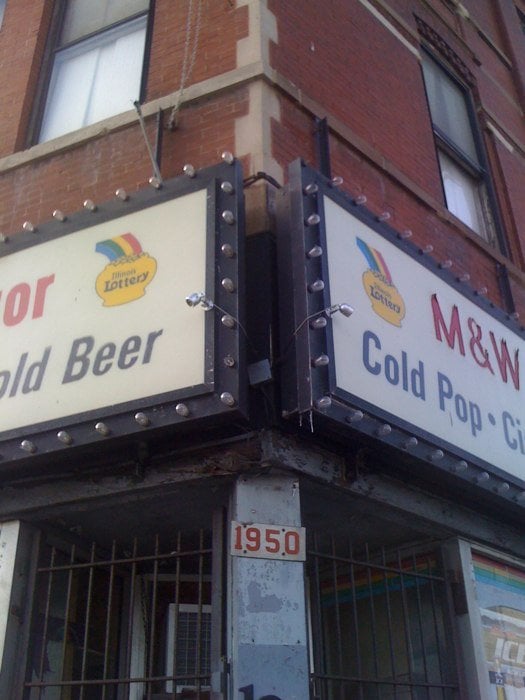 or
Illinois
Lottery
old Beer
Illinois
Lottery
M&W
Cold Pop • Ci
1950